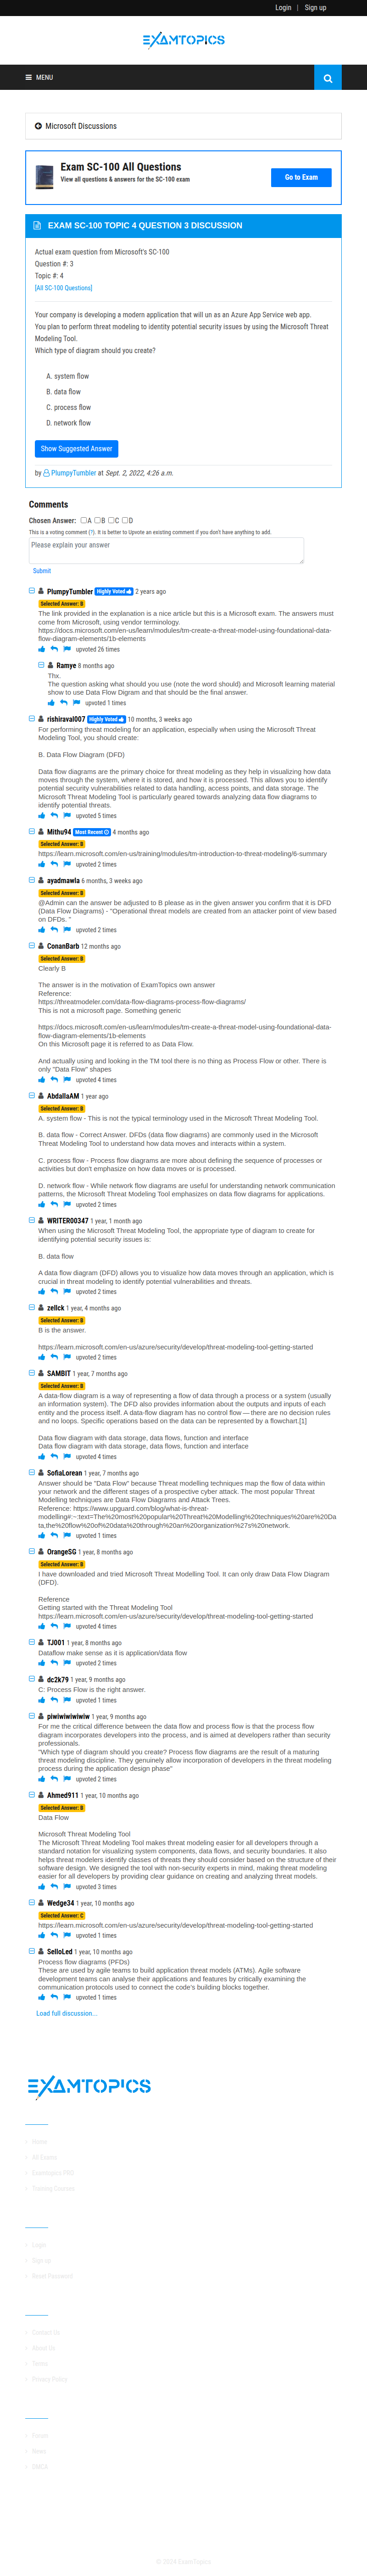 Login | Sign up
EXAMTOPICS
MENU
Microsoft Discussions
Exam SC-100 All Questions
View all questions & answers for the SC-100 exam
Go to Exam
EXAM SC-100 TOPIC 4 QUESTION 3 DISCUSSION
Actual exam question from Microsoft's SC-100
Question #: 3
Topic #: 4
[All SC-100 Questions]
Your company is developing a modern application that will un as an Azure App Service web app.
You plan to perform threat modeling to identity potential security issues by using the Microsoft Threat
Modeling Tool.
Which type of diagram should you create?
A. system flow
B. data flow
C. process flow
D. network flow
Show Suggested Answer
by PlumpyTumbler at Sept. 2, 2022, 4:26 a.m.
Comments
Chosen Answer: A B C D
This is a voting comment (?). It is better to Upvote an existing comment if you don't have anything to add.
Please explain your answer
Submit
PlumpyTumbler Highly Voted 2 years ago
Selected Answer: B
The link provided in the explanation is a nice article but this is a Microsoft exam. The answers must
come from Microsoft, using vendor terminology.
https://docs.microsoft.com/en-us/learn/modules/tm-create-a-threat-model-using-foundational-data-
flow-diagram-elements/1b-elements
upvoted 26 times
Ramye 8 months ago
Thx.
The question asking what should you use (note the word should) and Microsoft learning material
show to use Data Flow Digram and that should be the final answer.
upvoted 1 times
rishiraval007 Highly Voted 10 months, 3 weeks ago
For performing threat modeling for an application, especially when using the Microsoft Threat
Modeling Tool, you should create:
B. Data Flow Diagram (DFD)
Data flow diagrams are the primary choice for threat modeling as they help in visualizing how data
moves through the system, where it is stored, and how it is processed. This allows you to identify
potential security vulnerabilities related to data handling, access points, and data storage. The
Microsoft Threat Modeling Tool is particularly geared towards analyzing data flow diagrams to
identify potential threats.
upvoted 5 times
Mithu94 Most Recent 4 months ago
Selected Answer: B
https://learn.microsoft.com/en-us/training/modules/tm-introduction-to-threat-modeling/6-summary
upvoted 2 times
ayadmawla 6 months, 3 weeks ago
Selected Answer: B
@Admin can the answer be adjusted to B please as in the given answer you confirm that it is DFD
(Data Flow Diagrams) - "Operational threat models are created from an attacker point of view based
on DFDs. "
upvoted 2 times
ConanBarb 12 months ago
Selected Answer: B
Clearly B
The answer is in the motivation of ExamTopics own answer
Reference:
https://threatmodeler.com/data-flow-diagrams-process-flow-diagrams/
This is not a microsoft page. Something generic
https://docs.microsoft.com/en-us/learn/modules/tm-create-a-threat-model-using-foundational-data-
flow-diagram-elements/1b-elements
On this Microsoft page it is referred to as Data Flow.
And actually using and looking in the TM tool there is no thing as Process Flow or other. There is
only "Data Flow" shapes
upvoted 4 times
AbdallaAM 1 year ago
Selected Answer: B
A. system flow - This is not the typical terminology used in the Microsoft Threat Modeling Tool.
B. data flow - Correct Answer. DFDs (data flow diagrams) are commonly used in the Microsoft
Threat Modeling Tool to understand how data moves and interacts within a system.
C. process flow - Process flow diagrams are more about defining the sequence of processes or
activities but don't emphasize on how data moves or is processed.
D. network flow - While network flow diagrams are useful for understanding network communication
patterns, the Microsoft Threat Modeling Tool emphasizes on data flow diagrams for applications.
upvoted 2 times
WRITER00347 1 year, 1 month ago
When using the Microsoft Threat Modeling Tool, the appropriate type of diagram to create for
identifying potential security issues is:
B. data flow
A data flow diagram (DFD) allows you to visualize how data moves through an application, which is
crucial in threat modeling to identify potential vulnerabilities and threats.
upvoted 2 times
zellck 1 year, 4 months ago
Selected Answer: B
B is the answer.
https://learn.microsoft.com/en-us/azure/security/develop/threat-modeling-tool-getting-started
upvoted 2 times
SAMBIT 1 year, 7 months ago
Selected Answer: B
A data-flow diagram is a way of representing a flow of data through a process or a system (usually
an information system). The DFD also provides information about the outputs and inputs of each
entity and the process itself. A data-flow diagram has no control flow — there are no decision rules
and no loops. Specific operations based on the data can be represented by a flowchart.[1]
Data flow diagram with data storage, data flows, function and interface
Data flow diagram with data storage, data flows, function and interface
upvoted 4 times
SofiaLorean 1 year, 7 months ago
Answer should be "Data Flow" because Threat modelling techniques map the flow of data within
your network and the different stages of a prospective cyber attack. The most popular Threat
Modelling techniques are Data Flow Diagrams and Attack Trees.
Reference: https://www.upguard.com/blog/what-is-threat-
modelling#:~:text=The%20most%20popular%20Threat%20Modelling%20techniques%20are%20Da
ta,the%20flow%20of%20data%20through%20an%20organization%27s%20network.
upvoted 1 times
OrangeSG 1 year, 8 months ago
Selected Answer: B
I have downloaded and tried Microsoft Threat Modelling Tool. It can only draw Data Flow Diagram
(DFD).
Reference
Getting started with the Threat Modeling Tool
https://learn.microsoft.com/en-us/azure/security/develop/threat-modeling-tool-getting-started
upvoted 4 times
TJ001 1 year, 8 months ago
Dataflow make sense as it is application/data flow
upvoted 2 times
dc2k79 1 year, 9 months ago
C: Process Flow is the right answer.
upvoted 1 times
piwiwiwiwiwiw 1 year, 9 months ago
For me the critical difference between the data flow and process flow is that the process flow
diagram incorporates developers into the process, and is aimed at developers rather than security
professionals.
"Which type of diagram should you create? Process flow diagrams are the result of a maturing
threat modeling discipline. They genuinely allow incorporation of developers in the threat modeling
process during the application design phase"
upvoted 2 times
Ahmed911 1 year, 10 months ago
Selected Answer: B
Data Flow
Microsoft Threat Modeling Tool
The Microsoft Threat Modeling Tool makes threat modeling easier for all developers through a
standard notation for visualizing system components, data flows, and security boundaries. It also
helps threat modelers identify classes of threats they should consider based on the structure of their
software design. We designed the tool with non-security experts in mind, making threat modeling
easier for all developers by providing clear guidance on creating and analyzing threat models.
upvoted 3 times
Wedge34 1 year, 10 months ago
Selected Answer: C
https://learn.microsoft.com/en-us/azure/security/develop/threat-modeling-tool-getting-started
upvoted 1 times
SelloLed 1 year, 10 months ago
Process flow diagrams (PFDs)
These are used by agile teams to build application threat models (ATMs). Agile software
development teams can analyse their applications and features by critically examining the
communication protocols used to connect the code's building blocks together.
upvoted 1 times
Load full discussion...
EXAMTOPICS
Home
All Exams
Examtopics PRO
Training Courses
Login
Sign up
Reset Password
Contact Us
About Us
Terms
Privacy Policy
Forum
News
DMCA
© 2024 ExamTopics